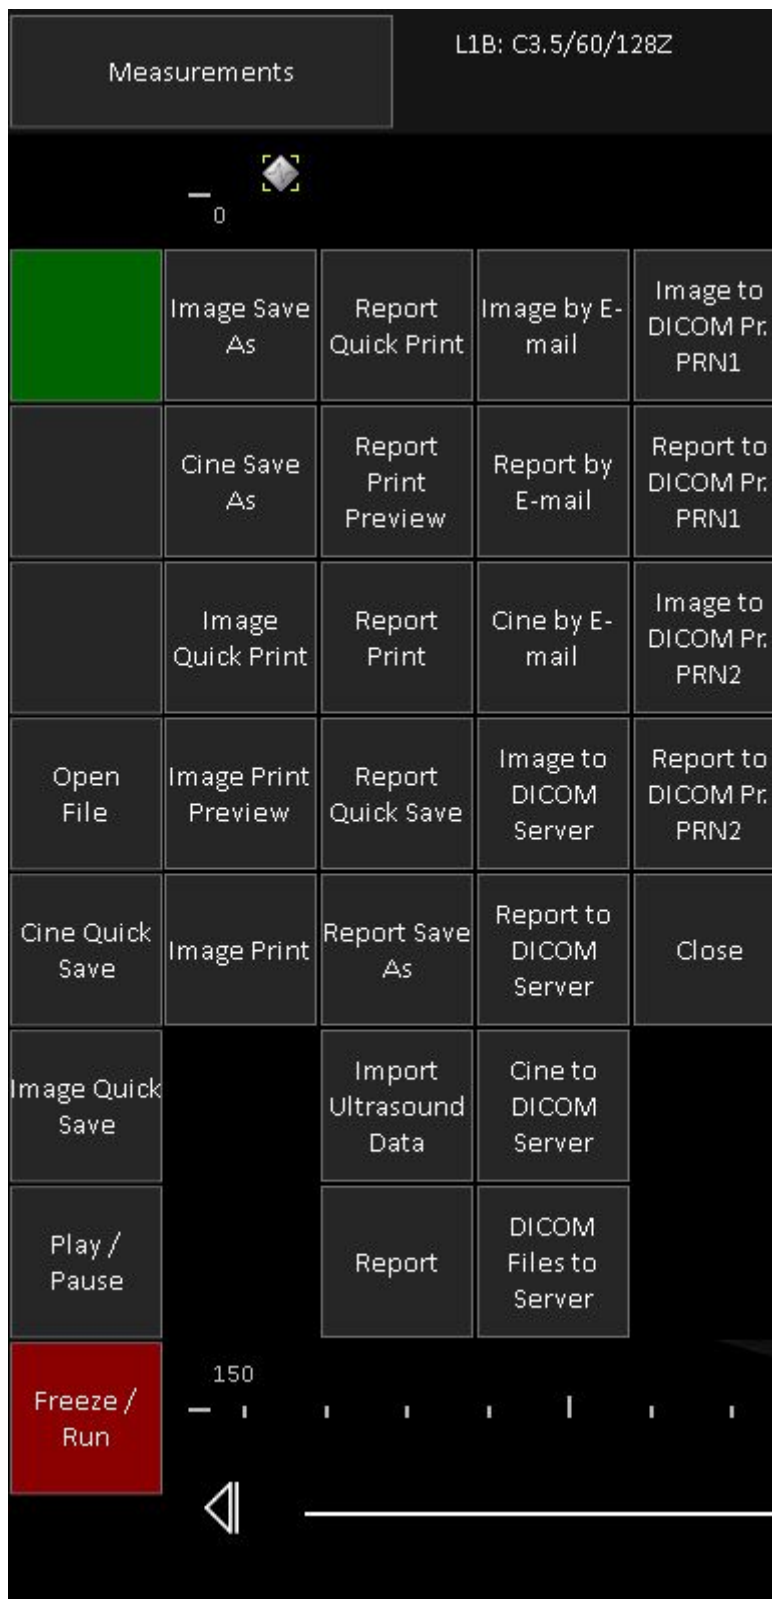 Measurements
L1B: C3.5/60/128Z
0
Image Save
As
Report
Quick Print
Image by E-
mail
Image to
DICOM Pr.
PRN1
Cine Save
As
Report
Print
Preview
Report by
E-mail
Report to
DICOM Pr.
PRN1
Image
Quick Print
Report
Print
Cine by E-
mail
Image to
DICOM Pr.
PRN2
Open
File
Image Print
Preview
Report
Quick Save
Image to
DICOM
Server
Report to
DICOM Pr.
PRN2
Cine Quick
Save
Image Print
Report Save
As
Report to
DICOM
Server
Close
Image Quick
Save
Import
Ultrasound
Data
Cine to
DICOM
Server
Play /
Pause
Report
DICOM
Files to
Server
Freeze /
Run
150